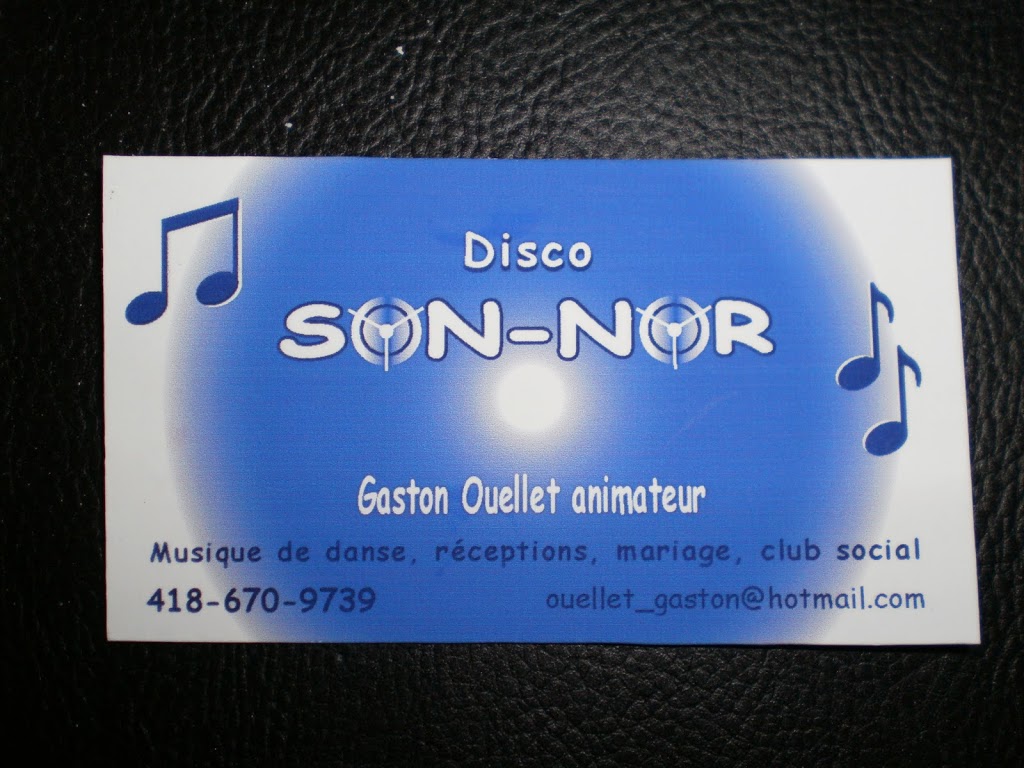 Disco
SON-NOR
Gaston Ouellet animateur
Musique de danse, réceptions, mariage, club social
418-670-9739
ouellet_gaston@hotmail.com